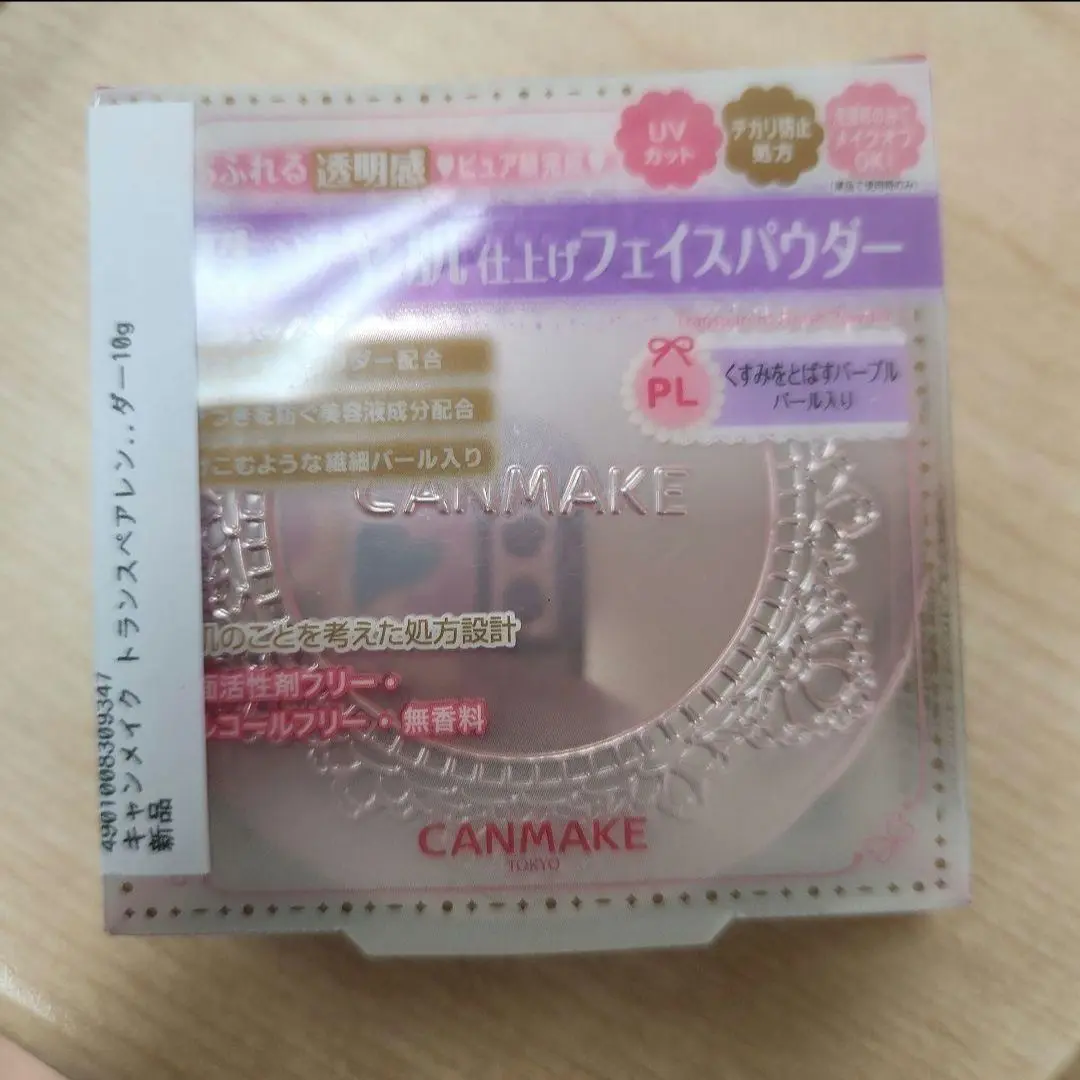 ふれる 透明感 ♥ピュア
UV
カット
テカリ防止
処方
メイクオフ
OK!
肌仕上げフェイスパウダー
ダー配合
PL
くすみをとばすパープル
パール入り
つきを防ぐ美容液成分配合
こむような繊細パール入り
CANMAKE
肌のことを考えた処方設計
面活性剤フリー・
ルコールフリー・無香料
CANMAKE
TOKYO
4901008309347
キャンメイク トランスペアレン..ダー10g
新品